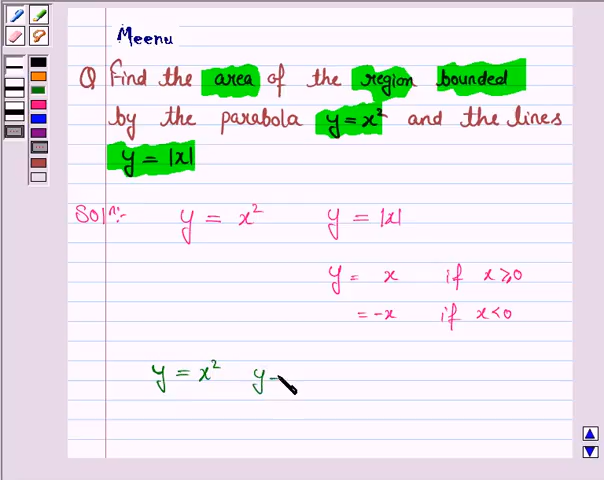 Meenu
Q Find the area of the region bounded
by the parabola y = x² and the lines
y = |x|
Solⁿ:- y = x² y = |x|
y = x if x ≥ 0
= -x if x < 0
y = x² y -